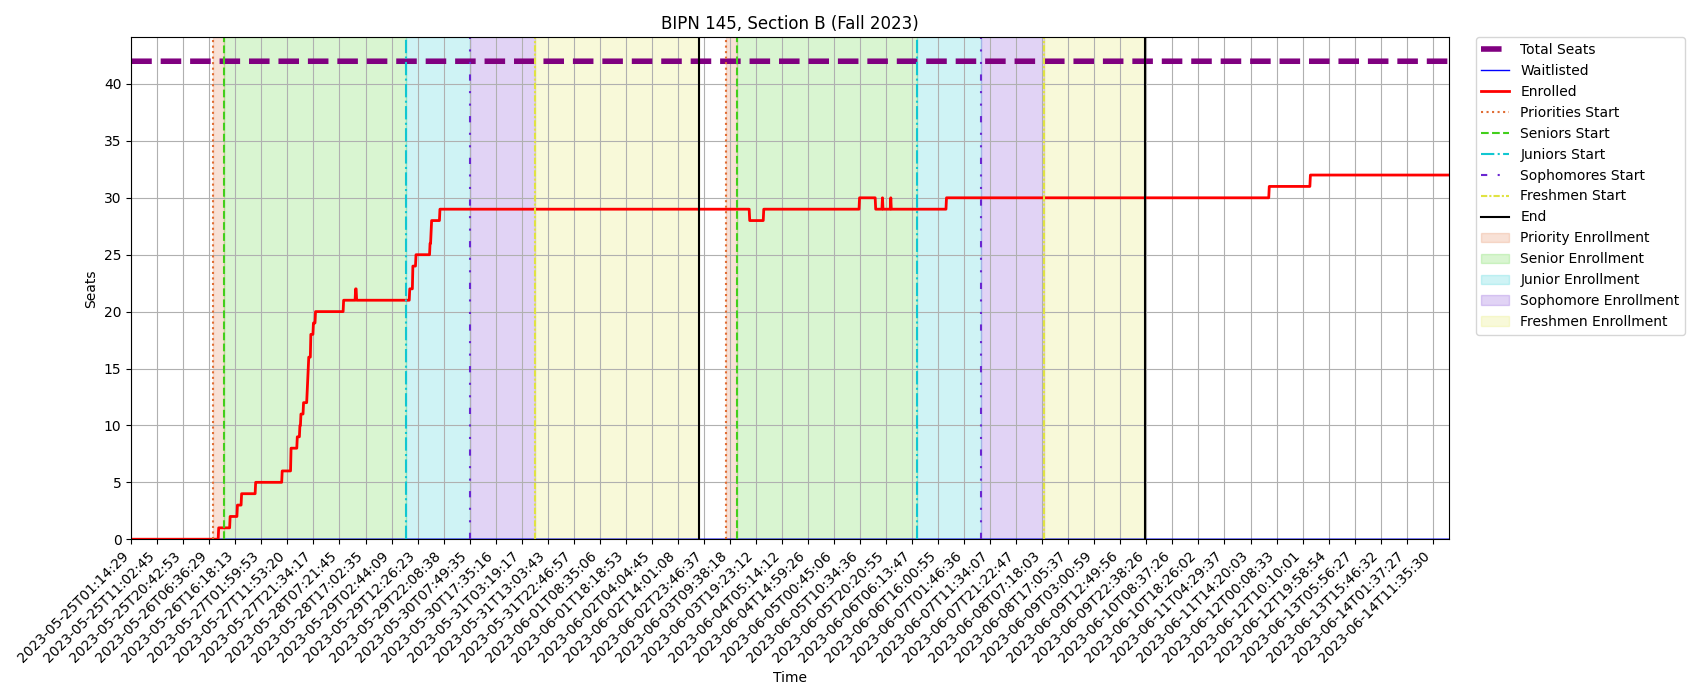 BIPN 145, Section B (Fall 2023)
Seats
40
35
30
25
20
15
10
5
0
2023-05-25T01:14:29
2023-05-25T11:02:45
2023-05-25T20:42:53
2023-05-26T06:36:29
2023-05-26T16:18:13
2023-05-27T01:59:53
2023-05-27T11:53:20
2023-05-27T21:34:17
2023-05-28T07:21:45
2023-05-28T17:02:35
2023-05-29T02:44:09
2023-05-29T12:26:23
2023-05-29T22:08:38
2023-05-30T07:49:35
2023-05-30T17:35:16
2023-05-31T03:19:17
2023-05-31T13:03:43
2023-05-31T22:46:57
2023-06-01T08:35:06
2023-06-01T18:18:53
2023-06-02T04:04:45
2023-06-02T14:01:08
2023-06-02T23:46:37
2023-06-03T09:38:18
2023-06-03T19:23:12
2023-06-04T05:14:12
2023-06-04T14:59:26
2023-06-05T00:45:06
2023-06-05T10:34:36
2023-06-05T20:20:55
2023-06-06T06:13:47
2023-06-06T16:00:55
2023-06-07T01:46:36
2023-06-07T11:34:07
2023-06-07T21:22:47
2023-06-08T07:18:03
2023-06-08T17:05:37
2023-06-09T03:00:59
2023-06-09T12:49:56
2023-06-09T22:38:26
2023-06-10T08:37:26
2023-06-10T18:26:02
2023-06-11T04:29:37
2023-06-11T14:20:03
2023-06-12T00:08:33
2023-06-12T10:10:01
2023-06-12T19:58:54
2023-06-13T05:56:27
2023-06-13T15:46:32
2023-06-14T01:37:27
2023-06-14T11:35:30
Time
Total Seats
Waitlisted
Enrolled
Priorities Start
Seniors Start
Juniors Start
Sophomores Start
Freshmen Start
End
Priority Enrollment
Senior Enrollment
Junior Enrollment
Sophomore Enrollment
Freshmen Enrollment